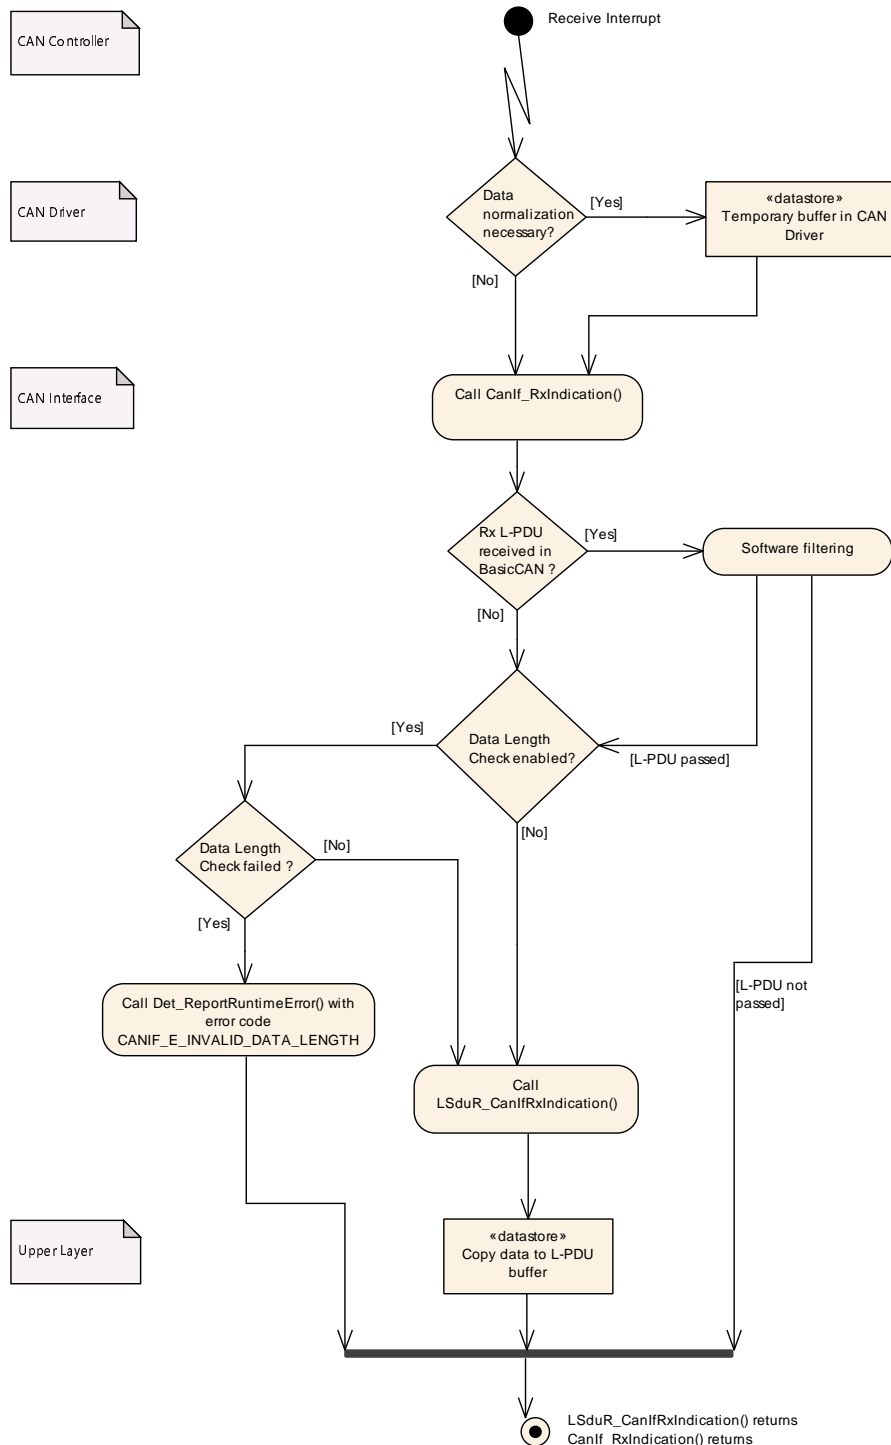 CAN Controller
Receive Interrupt
CAN Driver
Data
normalization
necessary?
[Yes]
«datastore»
Temporary buffer in CAN
Driver
[No]
CAN Interface
Call CanIf_RxIndication()
Rx L-PDU
received in
BasicCAN ?
[Yes]
Software filtering
[No]
[Yes]
Data Length
Check enabled?
[L-PDU passed]
[No]
Data Length
Check failed ?
[No]
[Yes]
[L-PDU not
passed]
Call Det_ReportRuntimeError() with
error code
CANIF_E_INVALID_DATA_LENGTH
Call
LSduR_CanIfRxIndication()
Upper Layer
«datastore»
Copy data to L-PDU
buffer
LSduR_CanIfRxIndication() returns
CanIf_RxIndication() returns